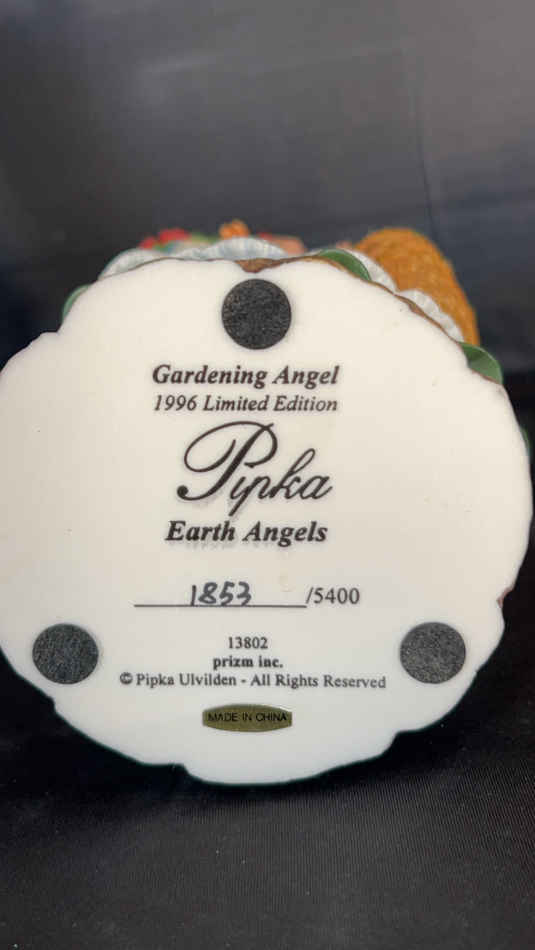 Gardening Angel
1996 Limited Edition
Pipka
Earth Angels
1853/5400
13802
prizm inc.
© Pipka Ulvilden - All Rights Reserved
MADE IN CHINA